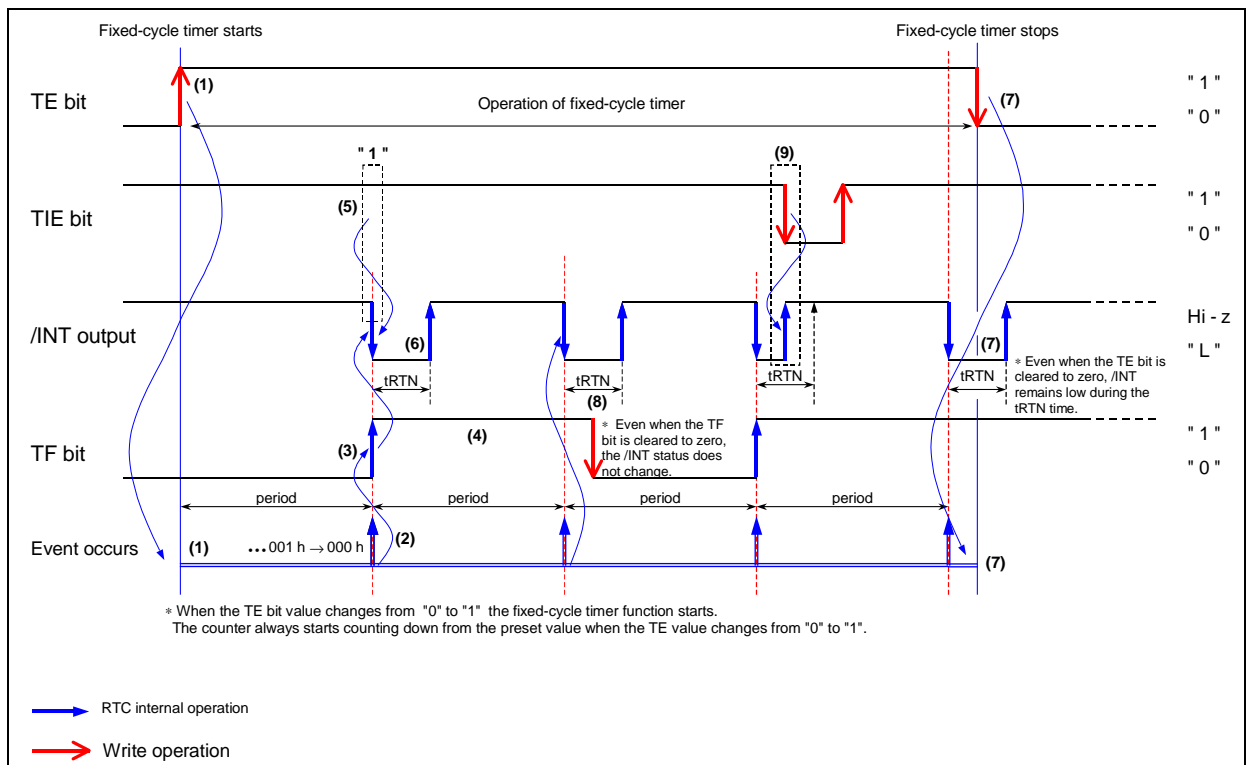 Fixed-cycle timer starts
Fixed-cycle timer stops
TE bit
(1)
Operation of fixed-cycle timer
(7)
" 1 "
" 0 "
" 1 "
(9)
TIE bit
(5)
" 1 "
" 0 "
/INT output
(6)
(7)
Hi - z
" L "
tRTN
tRTN
tRTN
tRTN
(8)
* Even when the TE bit is
cleared to zero, /INT
remains low during the
tRTN time.
TF bit
(3)
(4)
* Even when the TF
bit is cleared to zero,
the /INT status does
not change.
" 1 "
" 0 "
period
period
period
period
Event occurs
(1)
•••001 h → 000 h
(2)
(7)
* When the TE bit value changes from "0" to "1" the fixed-cycle timer function starts.
The counter always starts counting down from the preset value when the TE value changes from "0" to "1".
RTC internal operation
Write operation